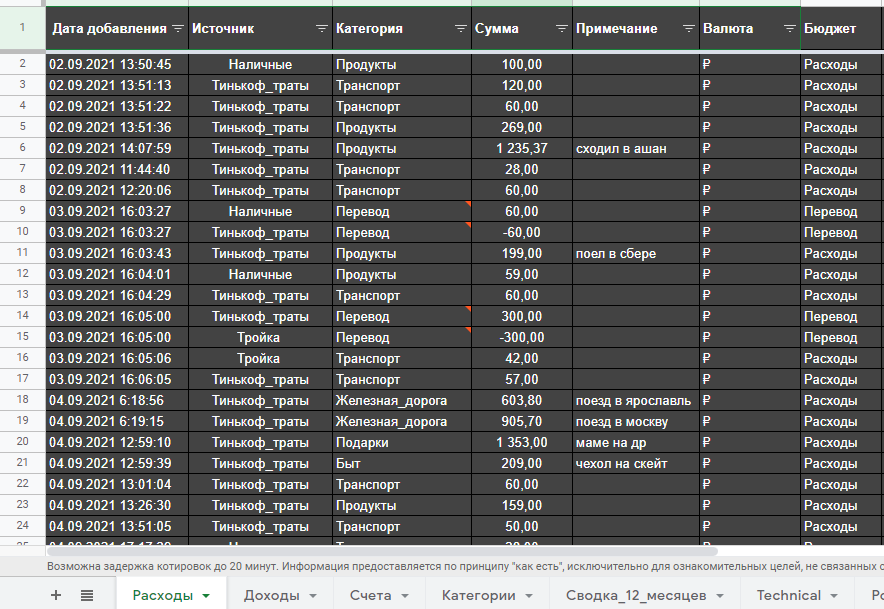 1 Дата добавления Источник Категория Сумма Примечание Валюта Бюджет
2 02.09.2021 13:50:45 Наличные Продукты 100,00 ₽ Расходы
3 02.09.2021 13:51:13 Тинькоф_траты Транспорт 120,00 ₽ Расходы
4 02.09.2021 13:51:22 Тинькоф_траты Транспорт 60,00 ₽ Расходы
5 02.09.2021 13:51:36 Тинькоф_траты Продукты 269,00 ₽ Расходы
6 02.09.2021 14:07:59 Тинькоф_траты Продукты 1 235,37 сходил в ашан ₽ Расходы
7 02.09.2021 11:44:40 Тинькоф_траты Транспорт 28,00 ₽ Расходы
8 02.09.2021 12:20:06 Тинькоф_траты Транспорт 60,00 ₽ Расходы
9 03.09.2021 16:03:27 Наличные Перевод 60,00 ₽ Перевод
10 03.09.2021 16:03:27 Тинькоф_траты Перевод -60,00 ₽ Перевод
11 03.09.2021 16:03:43 Тинькоф_траты Продукты 199,00 поел в сбере ₽ Расходы
12 03.09.2021 16:04:01 Наличные Продукты 59,00 ₽ Расходы
13 03.09.2021 16:04:29 Тинькоф_траты Транспорт 60,00 ₽ Расходы
14 03.09.2021 16:05:00 Тинькоф_траты Перевод 300,00 ₽ Перевод
15 03.09.2021 16:05:00 Тройка Перевод -300,00 ₽ Перевод
16 03.09.2021 16:05:06 Тройка Транспорт 42,00 ₽ Расходы
17 03.09.2021 16:06:05 Тинькоф_траты Транспорт 57,00 ₽ Расходы
18 04.09.2021 6:18:56 Тинькоф_траты Железная_дорога 603,80 поезд в ярославль ₽ Расходы
19 04.09.2021 6:19:15 Тинькоф_траты Железная_дорога 905,70 поезд в москву ₽ Расходы
20 04.09.2021 12:59:10 Тинькоф_траты Подарки 1 353,00 маме на др ₽ Расходы
21 04.09.2021 12:59:39 Тинькоф_траты Быт 209,00 чехол на скейт ₽ Расходы
22 04.09.2021 13:01:04 Тинькоф_траты Транспорт 60,00 ₽ Расходы
23 04.09.2021 13:26:30 Тинькоф_траты Продукты 159,00 ₽ Расходы
24 04.09.2021 13:51:05 Тинькоф_траты Транспорт 50,00 ₽ Расходы
Возможна задержка котировок до 20 минут. Информация предоставляется по принципу "как есть", исключительно для ознакомительных целей, не связанных с
Расходы Доходы Счета Категории Сводка_12_месяцев Technical